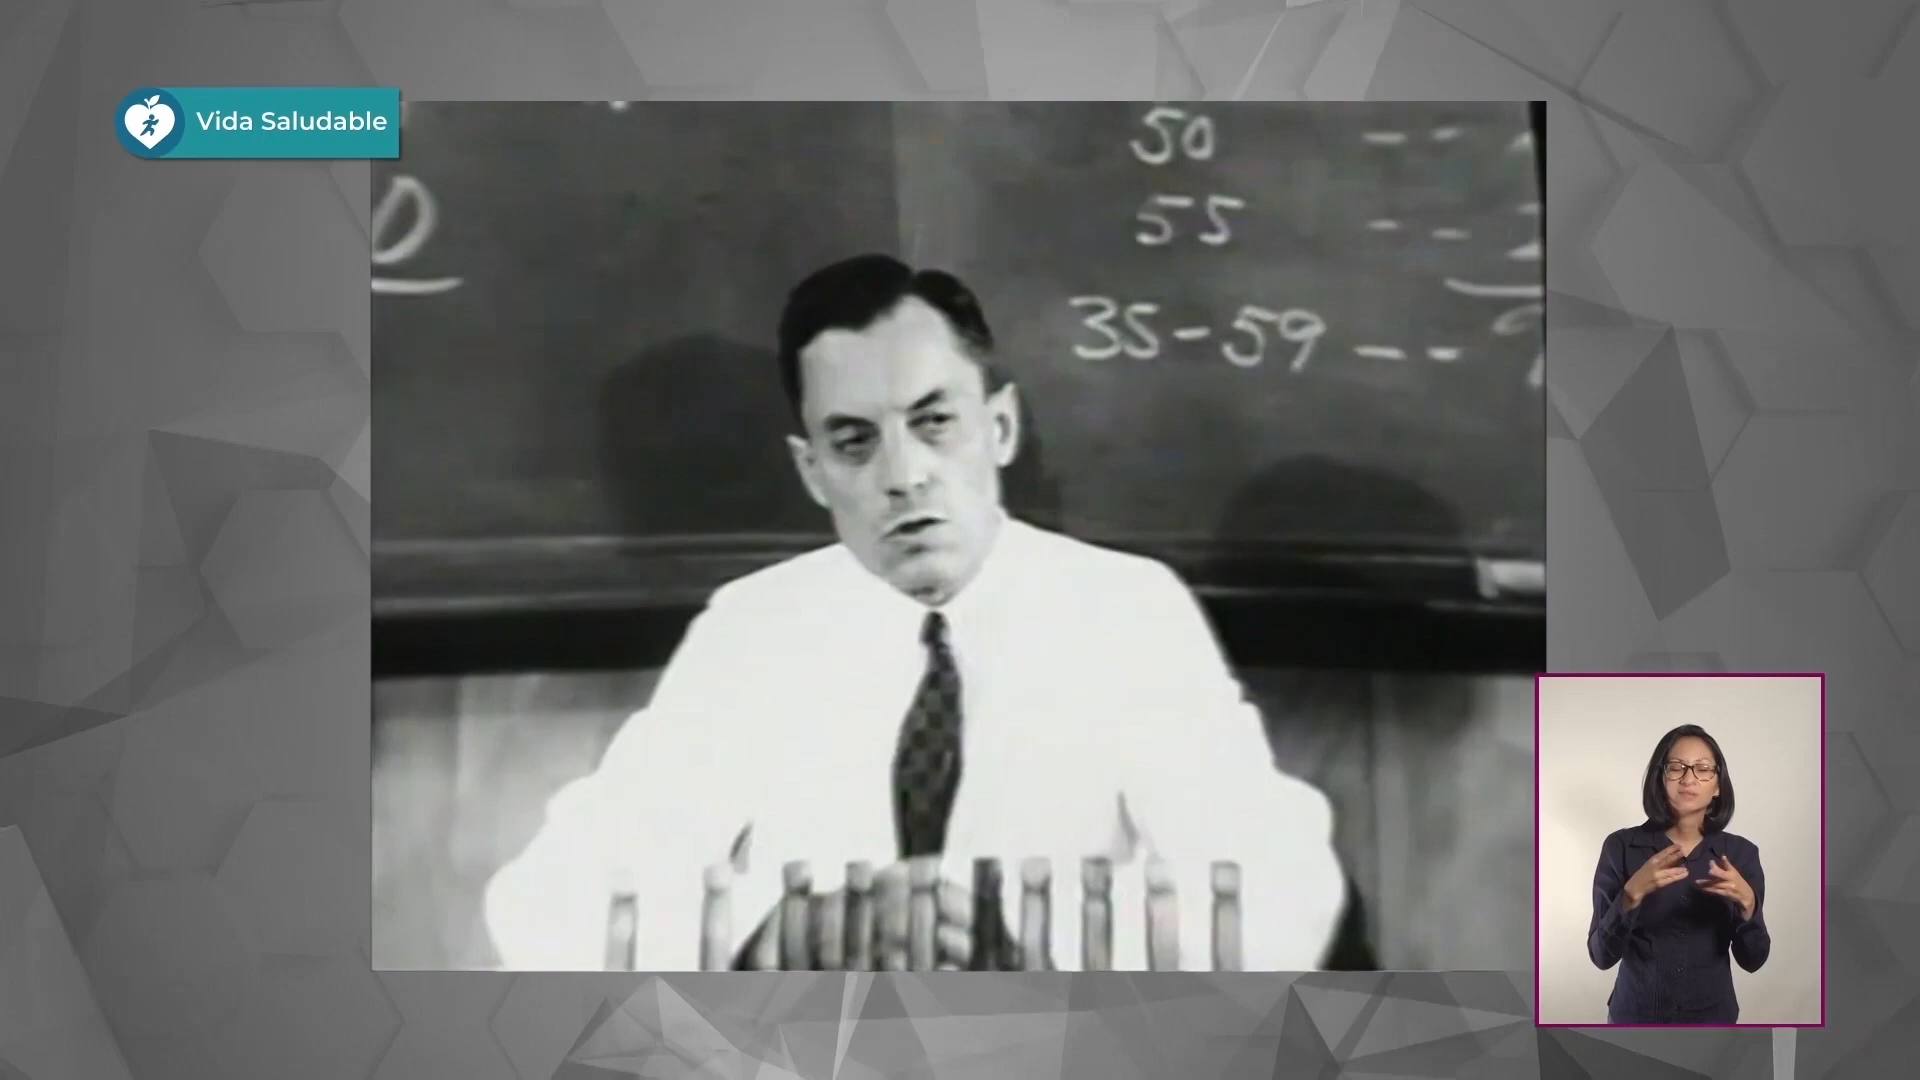 Vida Saludable
D
50 - -
55 - -
35-59 - -